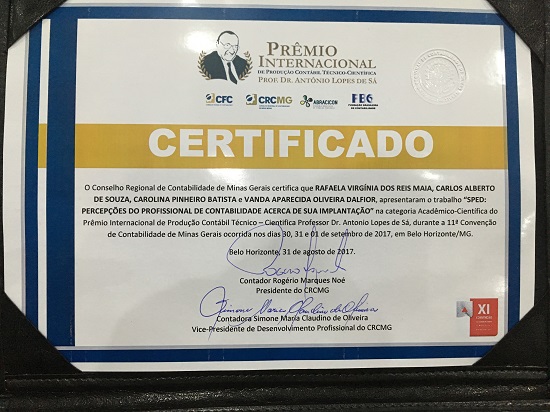 PRÊMIO
INTERNACIONAL
DE PRODUÇÃO CONTÁBIL TÉCNICO-CIENTÍFICA
PROF. DR. ANTÔNIO LOPES DE SÁ
CFC CRCMG ABRACICON FBC
CERTIFICADO
O Conselho Regional de Contabilidade de Minas Gerais certifica que RAFAELA VIRGÍNIA DOS REIS MAIA, CARLOS ALBERTO
DE SOUZA, CAROLINA PINHEIRO BATISTA e VANDA APARECIDA OLIVEIRA DALFIOR, apresentaram o trabalho "SPED:
PERCEPÇÕES DO PROFISSIONAL DE CONTABILIDADE ACERCA DE SUA IMPLANTAÇÃO" na categoria Acadêmico-Científica do
Prêmio Internacional de Produção Contábil Técnico – Científica Professor Dr. Antonio Lopes de Sá, durante a 11ª Convenção
de Contabilidade de Minas Gerais ocorrida nos dias 30, 31 e 01 de setembro de 2017, em Belo Horizonte/MG.
Belo Horizonte, 31 de agosto de 2017.
Contador Rogério Marques Noé
Presidente do CRCMG
Simone Maria Claudino de Oliveira
Contadora Simone Maria Claudino de Oliveira
Vice-Presidente de Desenvolvimento Profissional do CRCMG
XI